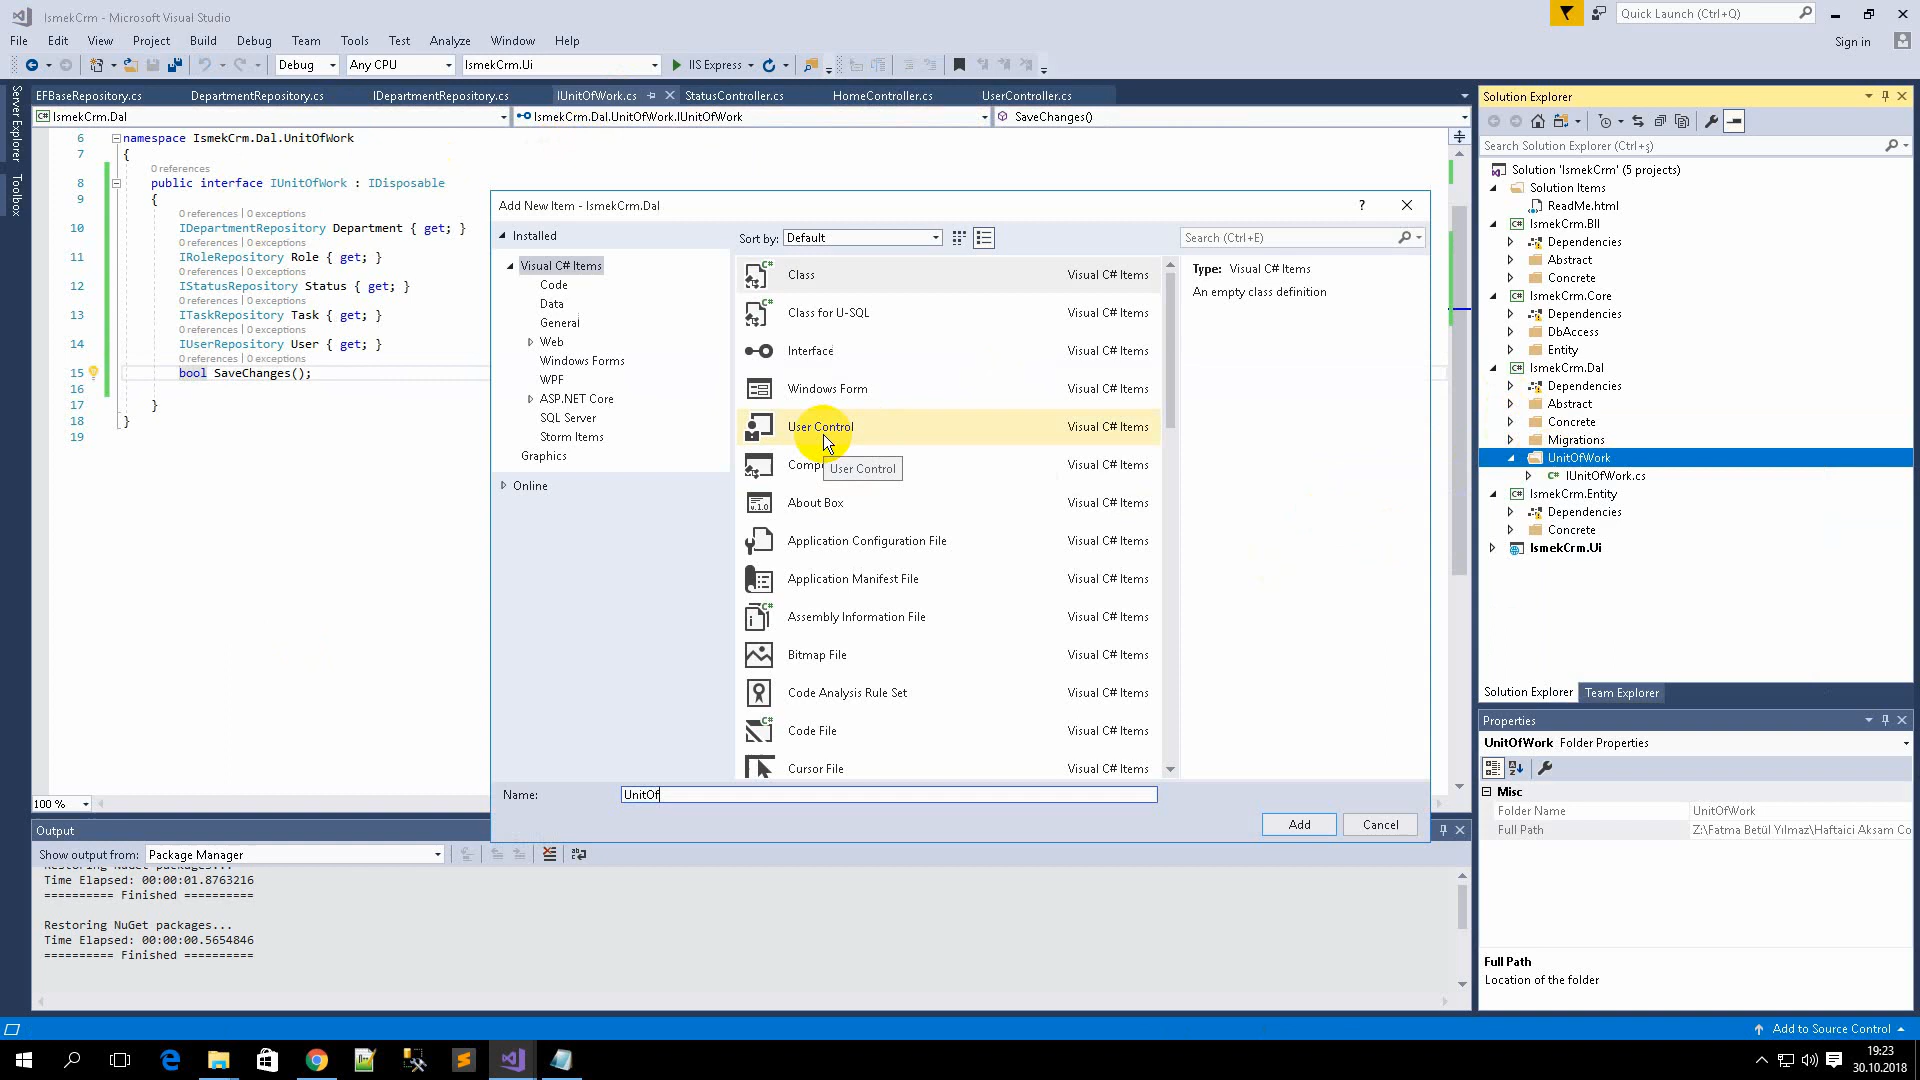 IsmekCrm - Microsoft Visual Studio
Quick Launch (Ctrl+Q)
File Edit View Project Build Debug Team Tools Test Analyze Window Help
Sign in
Debug Any CPU IsmekCrm.Ui IIS Express
Server Explorer
Toolbox
EFBaseRepository.cs DepartmentRepository.cs IDepartmentRepository.cs IUnitOfWork.cs StatusController.cs HomeController.cs UserController.cs
IsmekCrm.Dal IsmekCrm.Dal.UnitOfWork.IUnitOfWork SaveChanges()
6 namespace IsmekCrm.Dal.UnitOfWork
7 {
0 references
8 public interface IUnitOfWork : IDisposable
9 {
0 references | 0 exceptions
10 IDepartmentRepository Department { get; }
0 references | 0 exceptions
11 IRoleRepository Role { get; }
0 references | 0 exceptions
12 IStatusRepository Status { get; }
0 references | 0 exceptions
13 ITaskRepository Task { get; }
0 references | 0 exceptions
14 IUserRepository User { get; }
0 references | 0 exceptions
15 bool SaveChanges();
16
17 }
18 }
19
100 %
Add New Item - IsmekCrm.Dal
?
Installed
Visual C# Items
Code
Data
General
Web
Windows Forms
WPF
ASP.NET Core
SQL Server
Storm Items
Graphics
Online
Sort by: Default
Search (Ctrl+E)
Class Visual C# Items
Class for U-SQL Visual C# Items
Interface Visual C# Items
Windows Form Visual C# Items
User Control Visual C# Items
Comp Visual C# Items
User Control
About Box Visual C# Items
Application Configuration File Visual C# Items
Application Manifest File Visual C# Items
Assembly Information File Visual C# Items
Bitmap File Visual C# Items
Code Analysis Rule Set Visual C# Items
Code File Visual C# Items
Cursor File Visual C# Items
Type: Visual C# Items
An empty class definition
Name: UnitOf
Add Cancel
Output
Show output from: Package Manager
Restoring NuGet packages...
Time Elapsed: 00:00:01.8763216
========== Finished ==========
Restoring NuGet packages...
Time Elapsed: 00:00:00.5654846
========== Finished ==========
Solution Explorer
Search Solution Explorer (Ctrl+ş)
Solution 'IsmekCrm' (5 projects)
Solution Items
ReadMe.html
IsmekCrm.Bll
Dependencies
Abstract
Concrete
IsmekCrm.Core
Dependencies
DbAccess
Entity
IsmekCrm.Dal
Dependencies
Abstract
Concrete
Migrations
UnitOfWork
IUnitOfWork.cs
IsmekCrm.Entity
Dependencies
Concrete
IsmekCrm.Ui
Solution Explorer Team Explorer
Properties
UnitOfWork Folder Properties
Misc
Folder Name UnitOfWork
Full Path Z:\Fatma Betül Yılmaz\Haftaici Aksam Co
Full Path
Location of the folder
Add to Source Control
19:23
30.10.2018